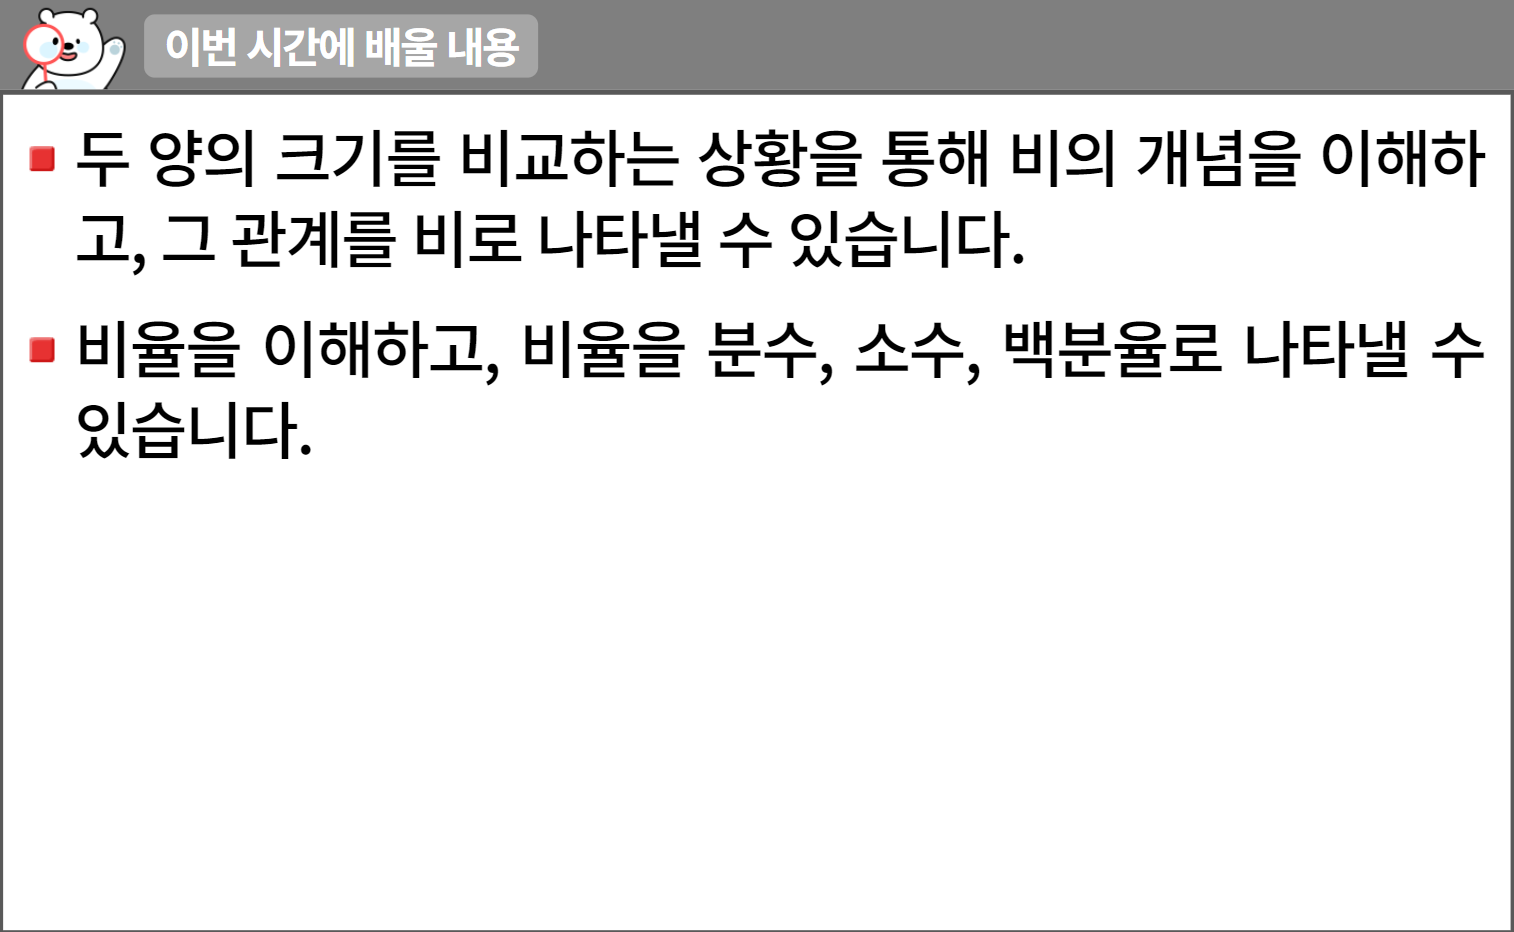 이번 시간에 배울 내용
두 양의 크기를 비교하는 상황을 통해 비의 개념을 이해하
고, 그 관계를 비로 나타낼 수 있습니다.
비율을 이해하고, 비율을 분수, 소수, 백분율로 나타낼 수
있습니다.